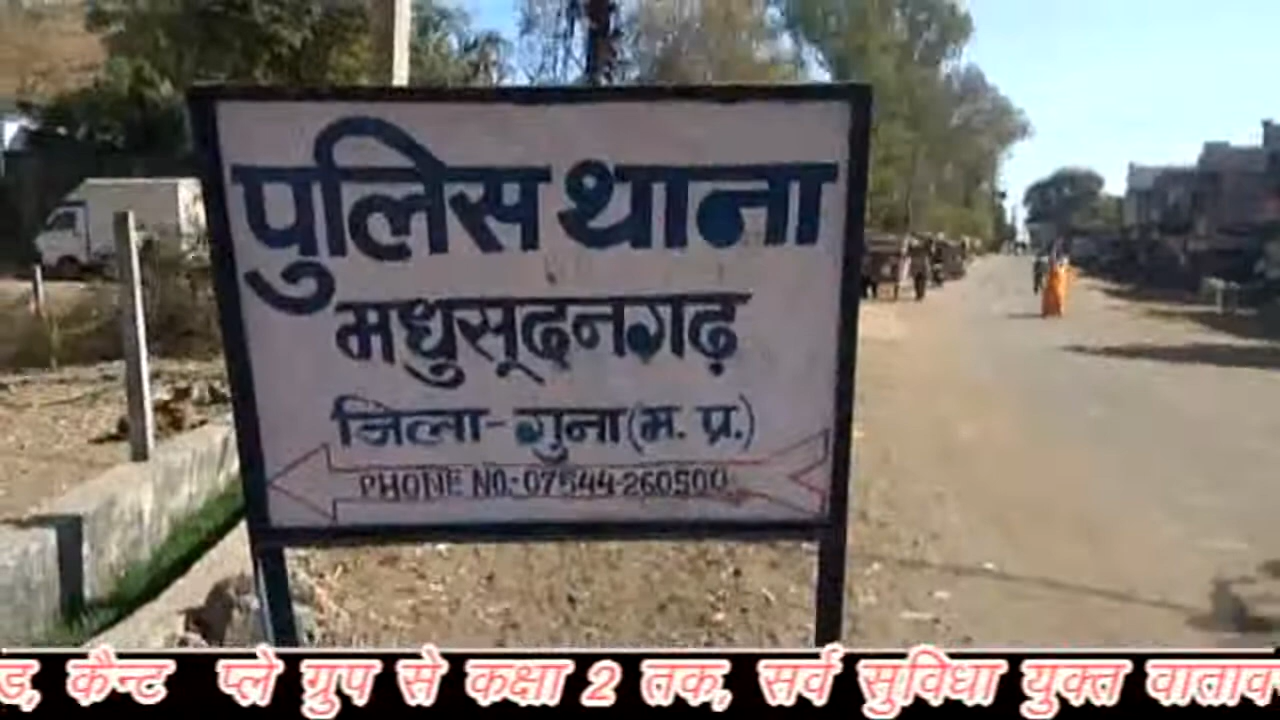 पुलिस थाना
मधुसूदनगढ़
जिला-गुना (म. प्र.)
PHONE NO:-07544-260500
ड, कैन्ट प्ले ग्रुप से कक्षा 2 तक, सर्व सुविधा युक्त वाताव